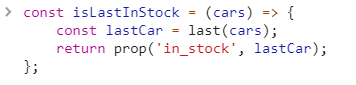 > const isLastInStock = (cars) => {
    const lastCar = last(cars);
    return prop('in_stock', lastCar);
};